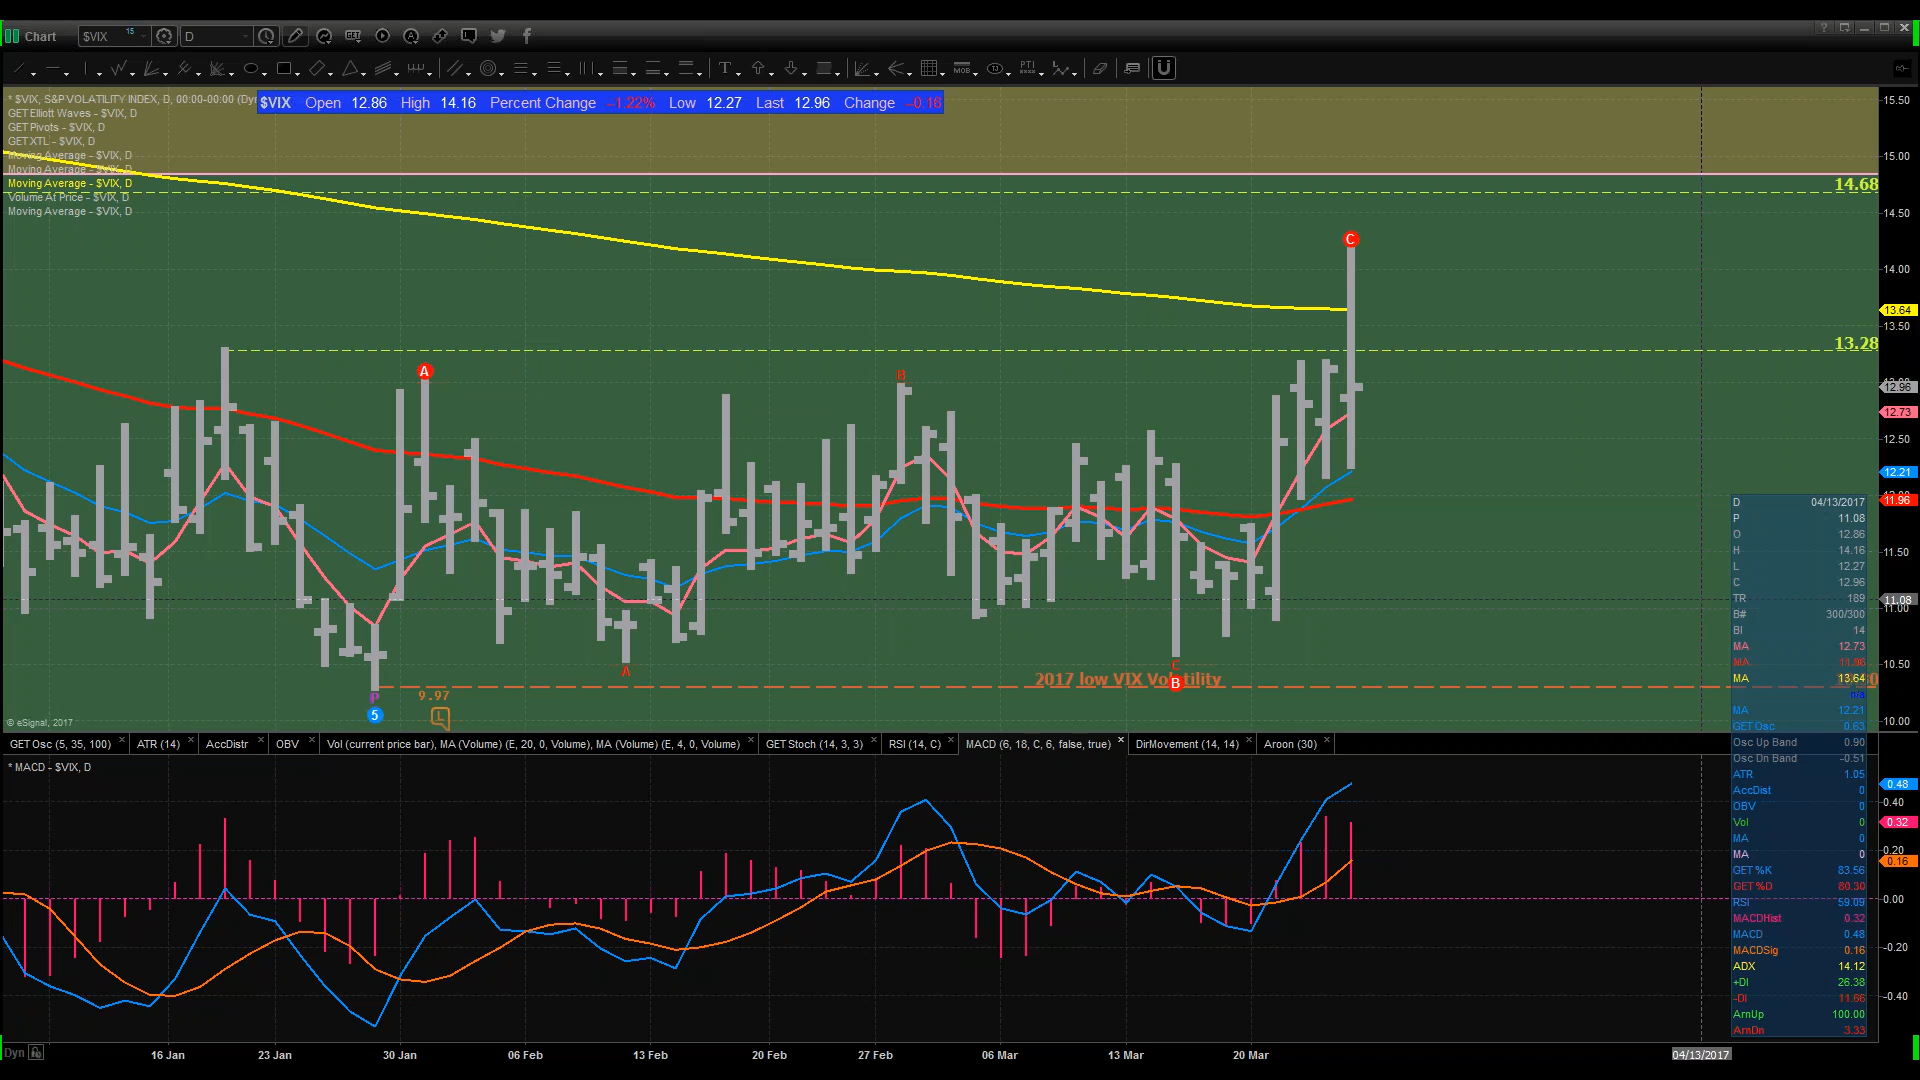 Chart
$VIX 15
D
GET
T
MOB
PTI
U
* $VIX, S&P VOLATILITY INDEX, D, 00:00-00:00 (Dyn
$VIX Open 12.86 High 14.16 Percent Change -1.22% Low 12.27 Last 12.96 Change -0.16
GET Elliott Waves - $VIX, D
GET Pivots - $VIX, D
GET XTL - $VIX, D
Moving Average - $VIX, D
Moving Average - $VIX, D
Moving Average - $VIX, D
Volume At Price - $VIX, D
Moving Average - $VIX, D
15.50
15.00
14.68
14.50
C
14.00
13.64
13.50
13.28
A
B
12.96
12.73
12.50
12.21
11.96
11.50
11.08
11.00
A
C
10.50
2017 low VIX Volatility
B
P
9.97
5
L
10.00
D 04/13/2017
P 11.08
O 12.86
H 14.16
L 12.27
C 12.96
TR 189
B# 300/300
BI 14
MA 12.73
MA 11.96
MA 13.64
n/a
MA 12.21
GET Osc 0.63
Osc Up Band 0.90
Osc Dn Band -0.51
ATR 1.05
AccDist 0
OBV 0
Vol 0
MA 0
MA 0
GET %K 83.56
GET %D 80.30
RSI 59.09
MACDHist 0.32
MACD 0.48
MACDSig 0.16
ADX 14.12
+DI 26.38
-DI 11.66
ArnUp 100.00
ArnDn 3.33
© eSignal, 2017
GET Osc (5, 35, 100) ATR (14) AccDistr OBV Vol (current price bar), MA (Volume) (E, 20, 0, Volume), MA (Volume) (E, 4, 0, Volume) GET Stoch (14, 3, 3) RSI (14, C) MACD (6, 18, C, 6, false, true) DirMovement (14, 14) Aroon (30)
* MACD - $VIX, D
0.48
0.40
0.32
0.20
0.16
0.00
-0.20
-0.40
Dyn
16 Jan 23 Jan 30 Jan 06 Feb 13 Feb 20 Feb 27 Feb 06 Mar 13 Mar 20 Mar 04/13/2017